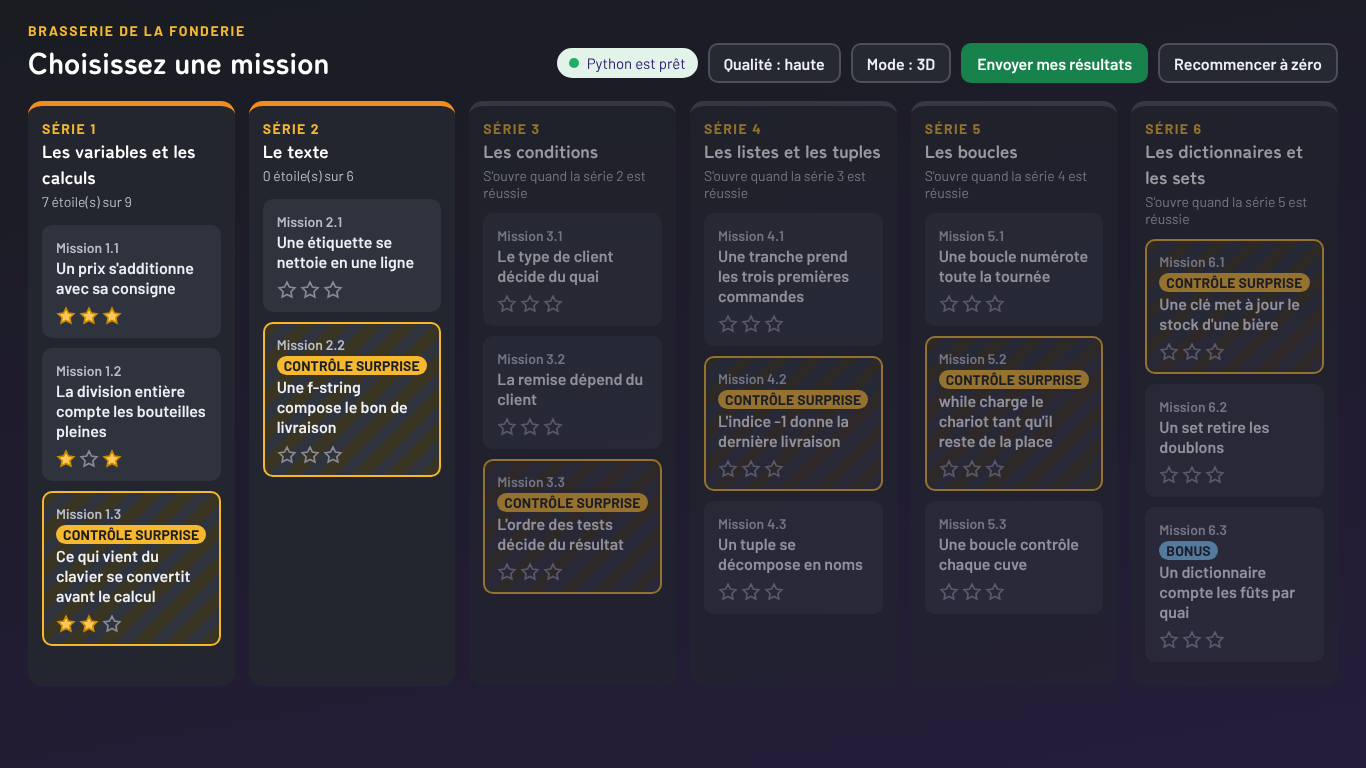 BRASSERIE DE LA FONDERIE
Choisissez une mission
Python est prêt
Qualité : haute
Mode : 3D
Envoyer mes résultats
Recommencer à zéro
SÉRIE 1
Les variables et les
calculs
7 étoile(s) sur 9
Mission 1.1
Un prix s'additionne
avec sa consigne
Mission 1.2
La division entière
compte les bouteilles
pleines
Mission 1.3
CONTRÔLE SURPRISE
Ce qui vient du
clavier se convertit
avant le calcul
SÉRIE 2
Le texte
0 étoile(s) sur 6
Mission 2.1
Une étiquette se
nettoie en une ligne
Mission 2.2
CONTRÔLE SURPRISE
Une f-string
compose le bon de
livraison
SÉRIE 3
Les conditions
S'ouvre quand la série 2 est
réussie
Mission 3.1
Le type de client
décide du quai
Mission 3.2
La remise dépend du
client
Mission 3.3
CONTRÔLE SURPRISE
L'ordre des tests
décide du résultat
SÉRIE 4
Les listes et les tuples
S'ouvre quand la série 3 est
réussie
Mission 4.1
Une tranche prend
les trois premières
commandes
Mission 4.2
CONTRÔLE SURPRISE
L'indice -1 donne la
dernière livraison
Mission 4.3
Un tuple se
décompose en noms
SÉRIE 5
Les boucles
S'ouvre quand la série 4 est
réussie
Mission 5.1
Une boucle numérote
toute la tournée
Mission 5.2
CONTRÔLE SURPRISE
while charge le
chariot tant qu'il
reste de la place
Mission 5.3
Une boucle contrôle
chaque cuve
SÉRIE 6
Les dictionnaires et
les sets
S'ouvre quand la série 5 est
réussie
Mission 6.1
CONTRÔLE SURPRISE
Une clé met à jour le
stock d'une bière
Mission 6.2
Un set retire les
doublons
Mission 6.3
BONUS
Un dictionnaire
compte les fûts par
quai